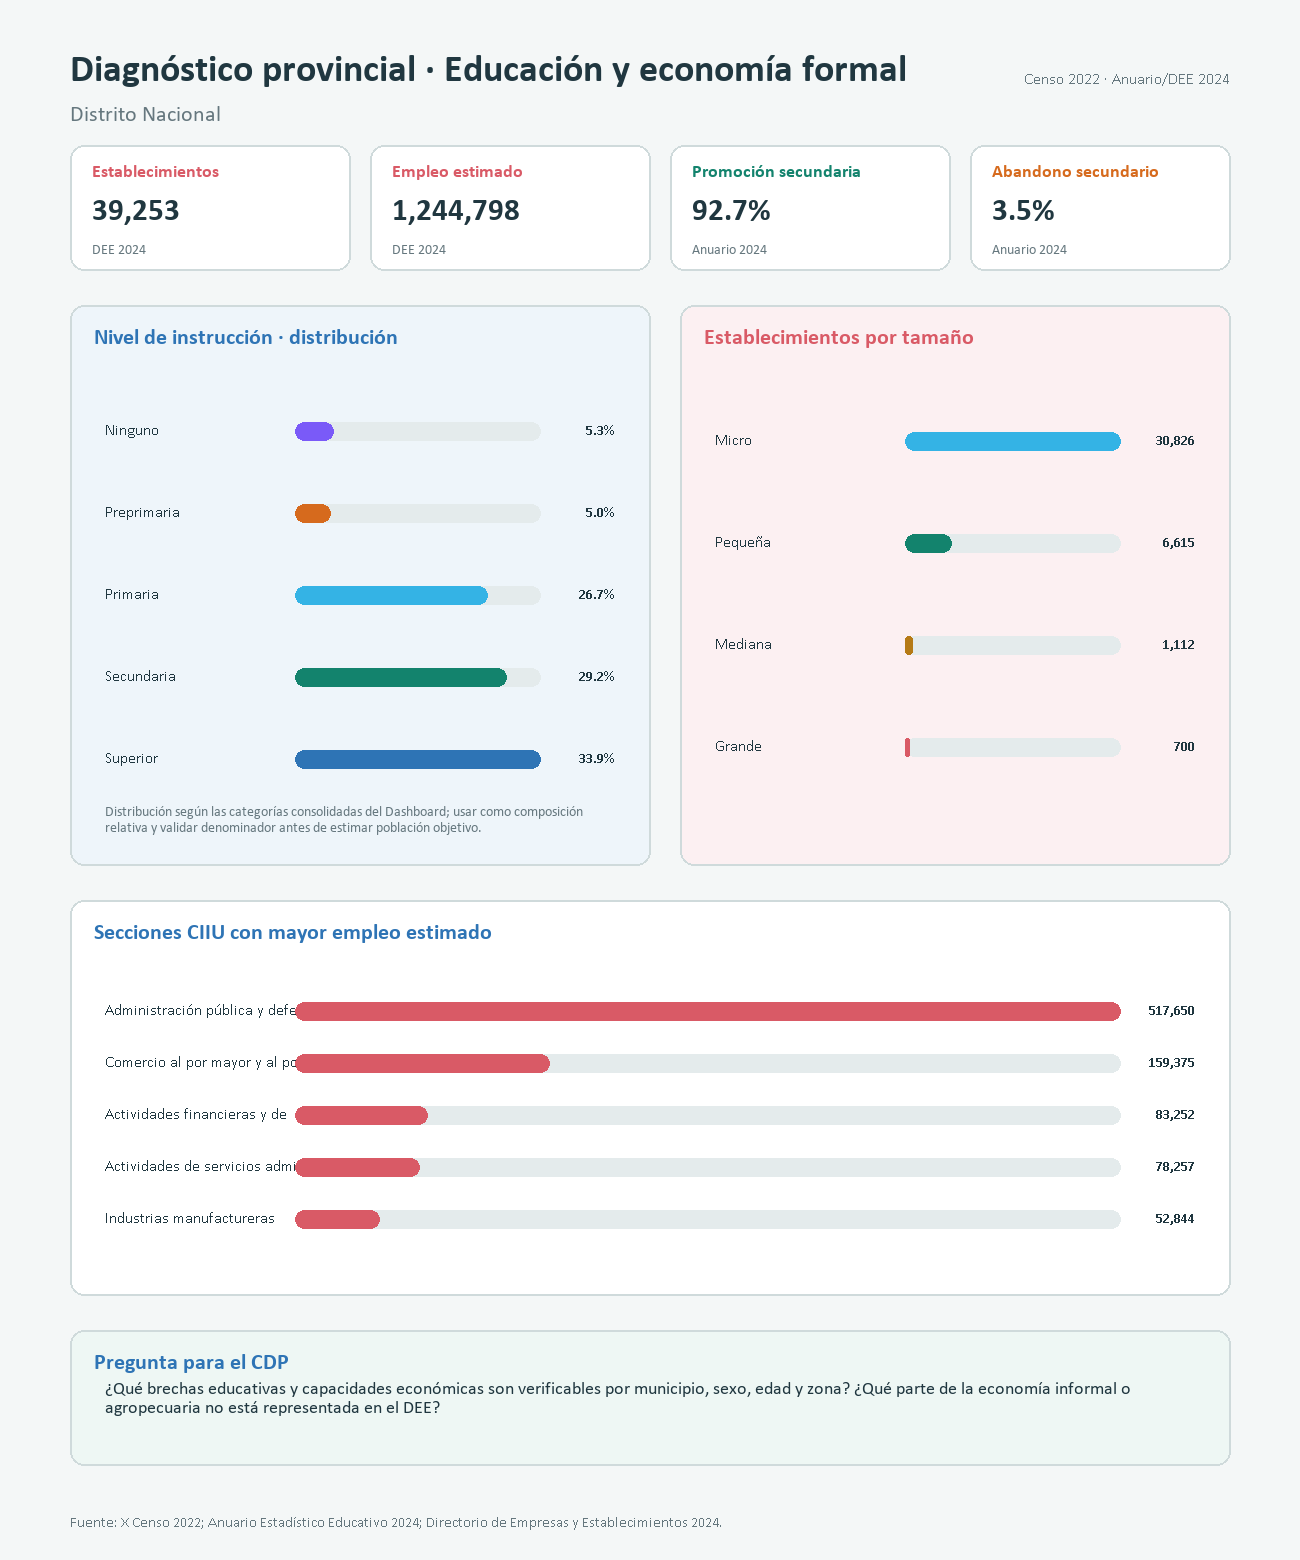 Diagnóstico provincial · Educación y economía formal
Censo 2022 · Anuario/DEE 2024
Distrito Nacional
Establecimientos
39,253
DEE 2024
Empleo estimado
1,244,798
DEE 2024
Promoción secundaria
92.7%
Anuario 2024
Abandono secundario
3.5%
Anuario 2024
Nivel de instrucción · distribución
Ninguno 5.3%
Preprimaria 5.0%
Primaria 26.7%
Secundaria 29.2%
Superior 33.9%
Distribución según las categorías consolidadas del Dashboard; usar como composición
relativa y validar denominador antes de estimar población objetivo.
Establecimientos por tamaño
Micro 30,826
Pequeña 6,615
Mediana 1,112
Grande 700
Secciones CIIU con mayor empleo estimado
Administración pública y defe 517,650
Comercio al por mayor y al po 159,375
Actividades financieras y de 83,252
Actividades de servicios admi 78,257
Industrias manufactureras 52,844
Pregunta para el CDP
¿Qué brechas educativas y capacidades económicas son verificables por municipio, sexo, edad y zona? ¿Qué parte de la economía informal o
agropecuaria no está representada en el DEE?
Fuente: X Censo 2022; Anuario Estadístico Educativo 2024; Directorio de Empresas y Establecimientos 2024.